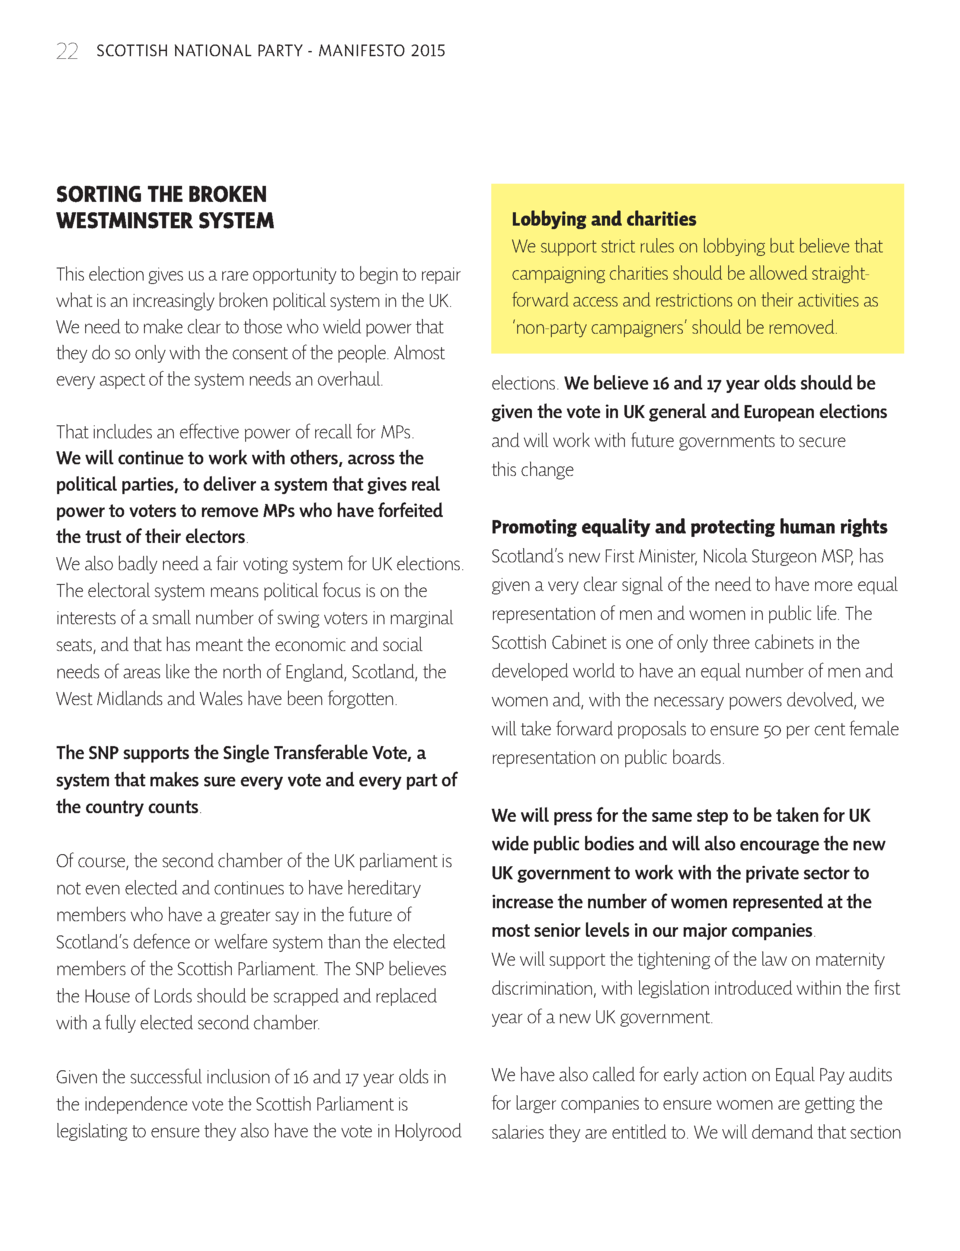 22 SCOTTISH NATIONAL PARTY - MANIFESTO 2015
SORTING THE BROKEN
WESTMINSTER SYSTEM
This election gives us a rare opportunity to begin to repair
what is an increasingly broken political system in the UK.
We need to make clear to those who wield power that
they do so only with the consent of the people. Almost
every aspect of the system needs an overhaul.
That includes an effective power of recall for MPs.
We will continue to work with others, across the
political parties, to deliver a system that gives real
power to voters to remove MPs who have forfeited
the trust of their electors.
We also badly need a fair voting system for UK elections.
The electoral system means political focus is on the
interests of a small number of swing voters in marginal
seats, and that has meant the economic and social
needs of areas like the north of England, Scotland, the
West Midlands and Wales have been forgotten.
The SNP supports the Single Transferable Vote, a
system that makes sure every vote and every part of
the country counts.
Of course, the second chamber of the UK parliament is
not even elected and continues to have hereditary
members who have a greater say in the future of
Scotland's defence or welfare system than the elected
members of the Scottish Parliament. The SNP believes
the House of Lords should be scrapped and replaced
with a fully elected second chamber.
Given the successful inclusion of 16 and 17 year olds in
the independence vote the Scottish Parliament is
legislating to ensure they also have the vote in Holyrood
Lobbying and charities
We support strict rules on lobbying but believe that
campaigning charities should be allowed straight-
forward access and restrictions on their activities as
'non-party campaigners' should be removed.
elections. We believe 16 and 17 year olds should be
given the vote in UK general and European elections
and will work with future governments to secure
this change
Promoting equality and protecting human rights
Scotland's new First Minister, Nicola Sturgeon MSP, has
given a very clear signal of the need to have more equal
representation of men and women in public life. The
Scottish Cabinet is one of only three cabinets in the
developed world to have an equal number of men and
women and, with the necessary powers devolved, we
will take forward proposals to ensure 50 per cent female
representation on public boards.
We will press for the same step to be taken for UK
wide public bodies and will also encourage the new
UK government to work with the private sector to
increase the number of women represented at the
most senior levels in our major companies.
We will support the tightening of the law on maternity
discrimination, with legislation introduced within the first
year of a new UK government.
We have also called for early action on Equal Pay audits
for larger companies to ensure women are getting the
salaries they are entitled to. We will demand that section